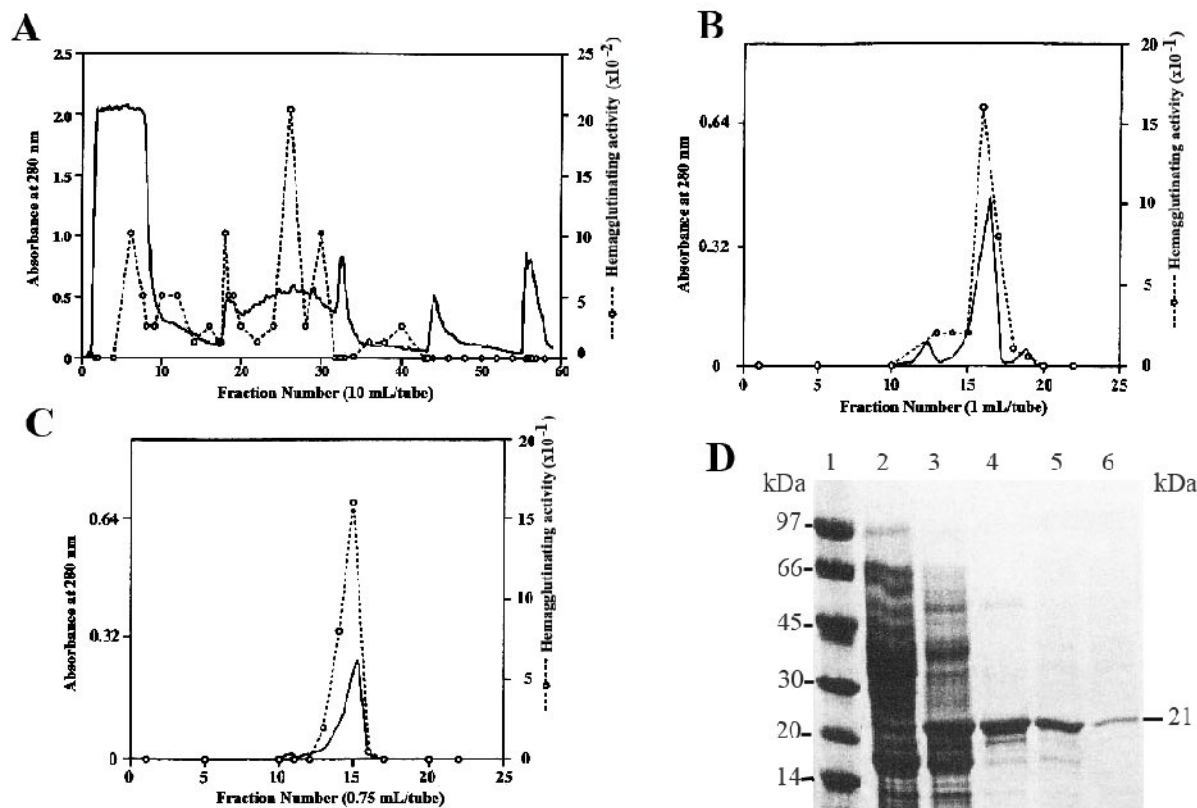 A
Absorbance at 280 nm
2.5
2.0
1.5
1.0
0.5
0
0 10 20 30 40 50 60
Fraction Number (10 mL/tube)
25
20
15
10
5
0
Hemagglutinating activity (x10-2)
B
Absorbance at 280 nm
0.64
0.32
0
0 5 10 15 20 25
Fraction Number (1 mL/tube)
20
15
10
5
0
Hemagglutinating activity (x10-1)
C
Absorbance at 280 nm
0.64
0.32
0
0 5 10 15 20 25
Fraction Number (0.75 mL/tube)
20
15
10
5
0
Hemagglutinating activity (x10-1)
D
1 2 3 4 5 6
kDa kDa
97
66
45
30
20
14
21